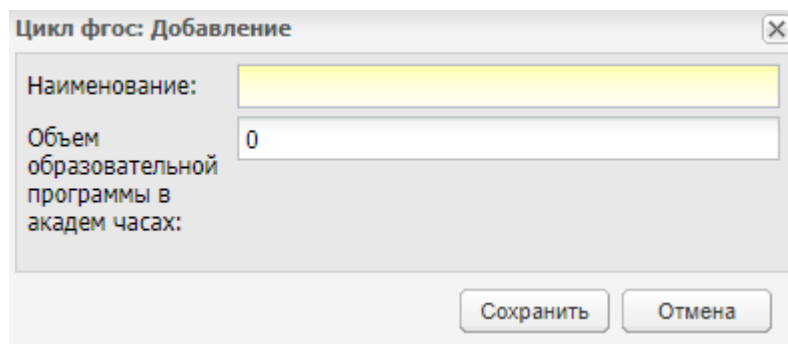 Цикл фгос: Добавление
Наименование:
Объем
образовательной
программы в
академ часах:
0
Сохранить
Отмена